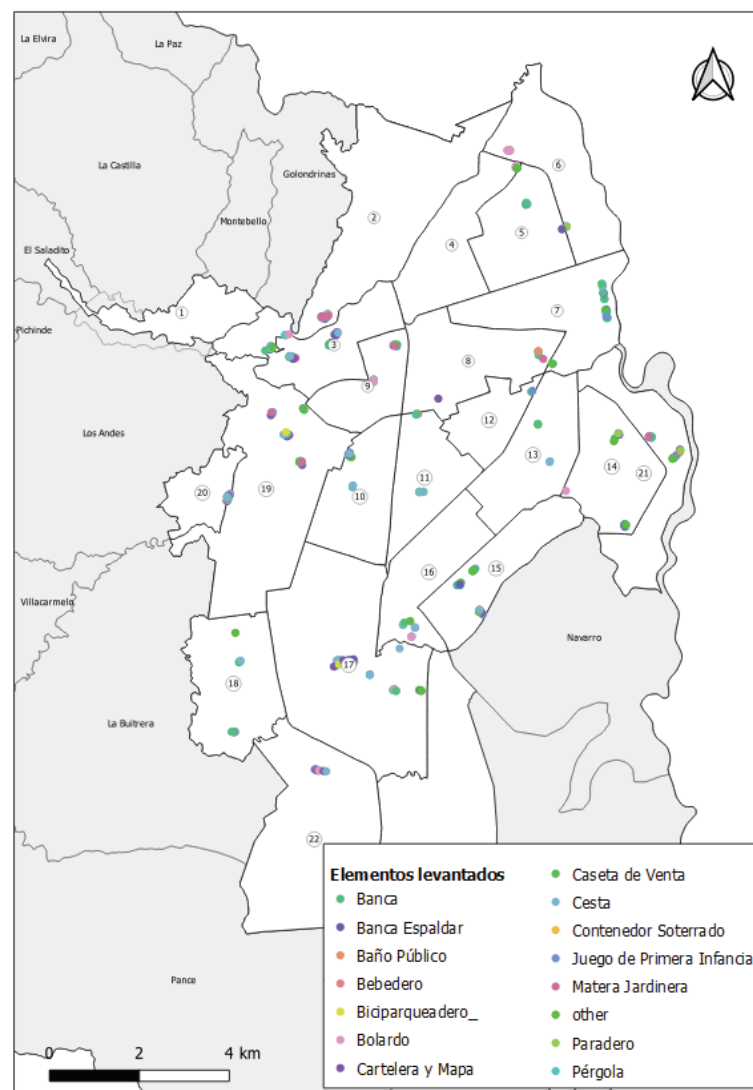 La Elvira
La Paz
La Castilla
Golondrinas
Montebello
El Saladito
Pichinde
Los Andes
Villacarmelo
La Buitrera
Navarro
Pance
6
2
5
4
1
7
3
8
9
12
13
14
21
11
10
20
19
16
15
17
18
22
Elementos levantados
Banca
Banca Espaldar
Baño Público
Bebedero
Biciparqueadero_
Bolardo
Cartelera y Mapa
Caseta de Venta
Cesta
Contenedor Soterrado
Juego de Primera Infancia
Matera Jardinera
other
Paradero
Pérgola
0 2 4 km